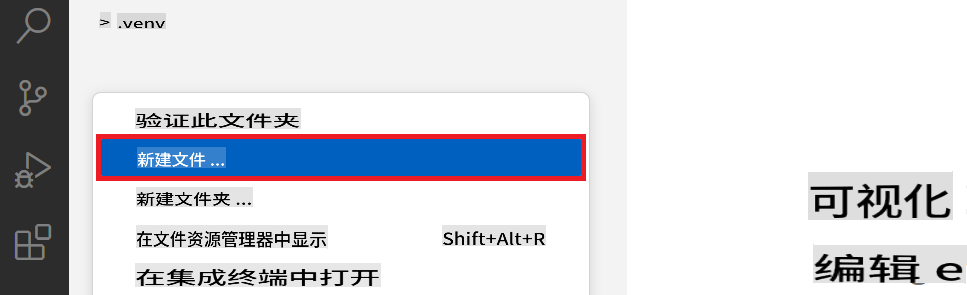 > .venv
验证此文件夹
新建文件 ...
新建文件夹 ...
在文件资源管理器中显示 Shift+Alt+R
在集成终端中打开
可视化
编辑 e